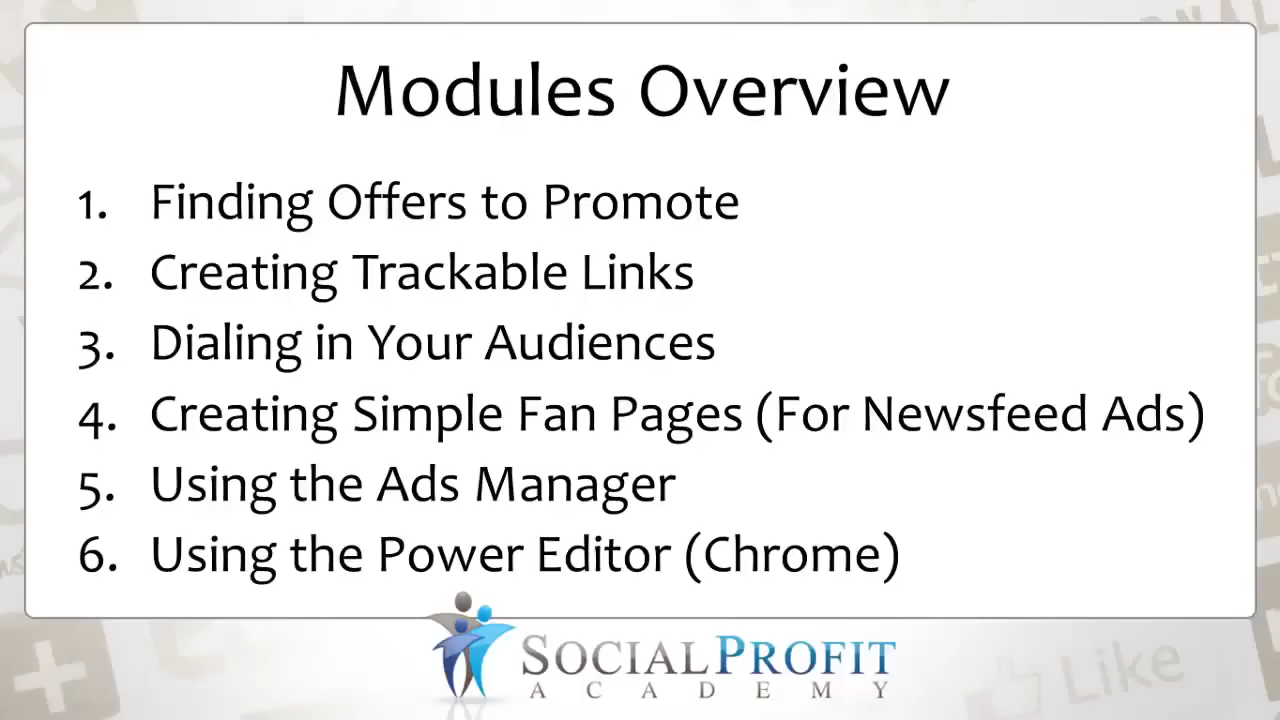 Modules Overview
1. Finding Offers to Promote
2. Creating Trackable Links
3. Dialing in Your Audiences
4. Creating Simple Fan Pages (For Newsfeed Ads)
5. Using the Ads Manager
6. Using the Power Editor (Chrome)
SOCIAL PROFIT
ACADEMY
Like